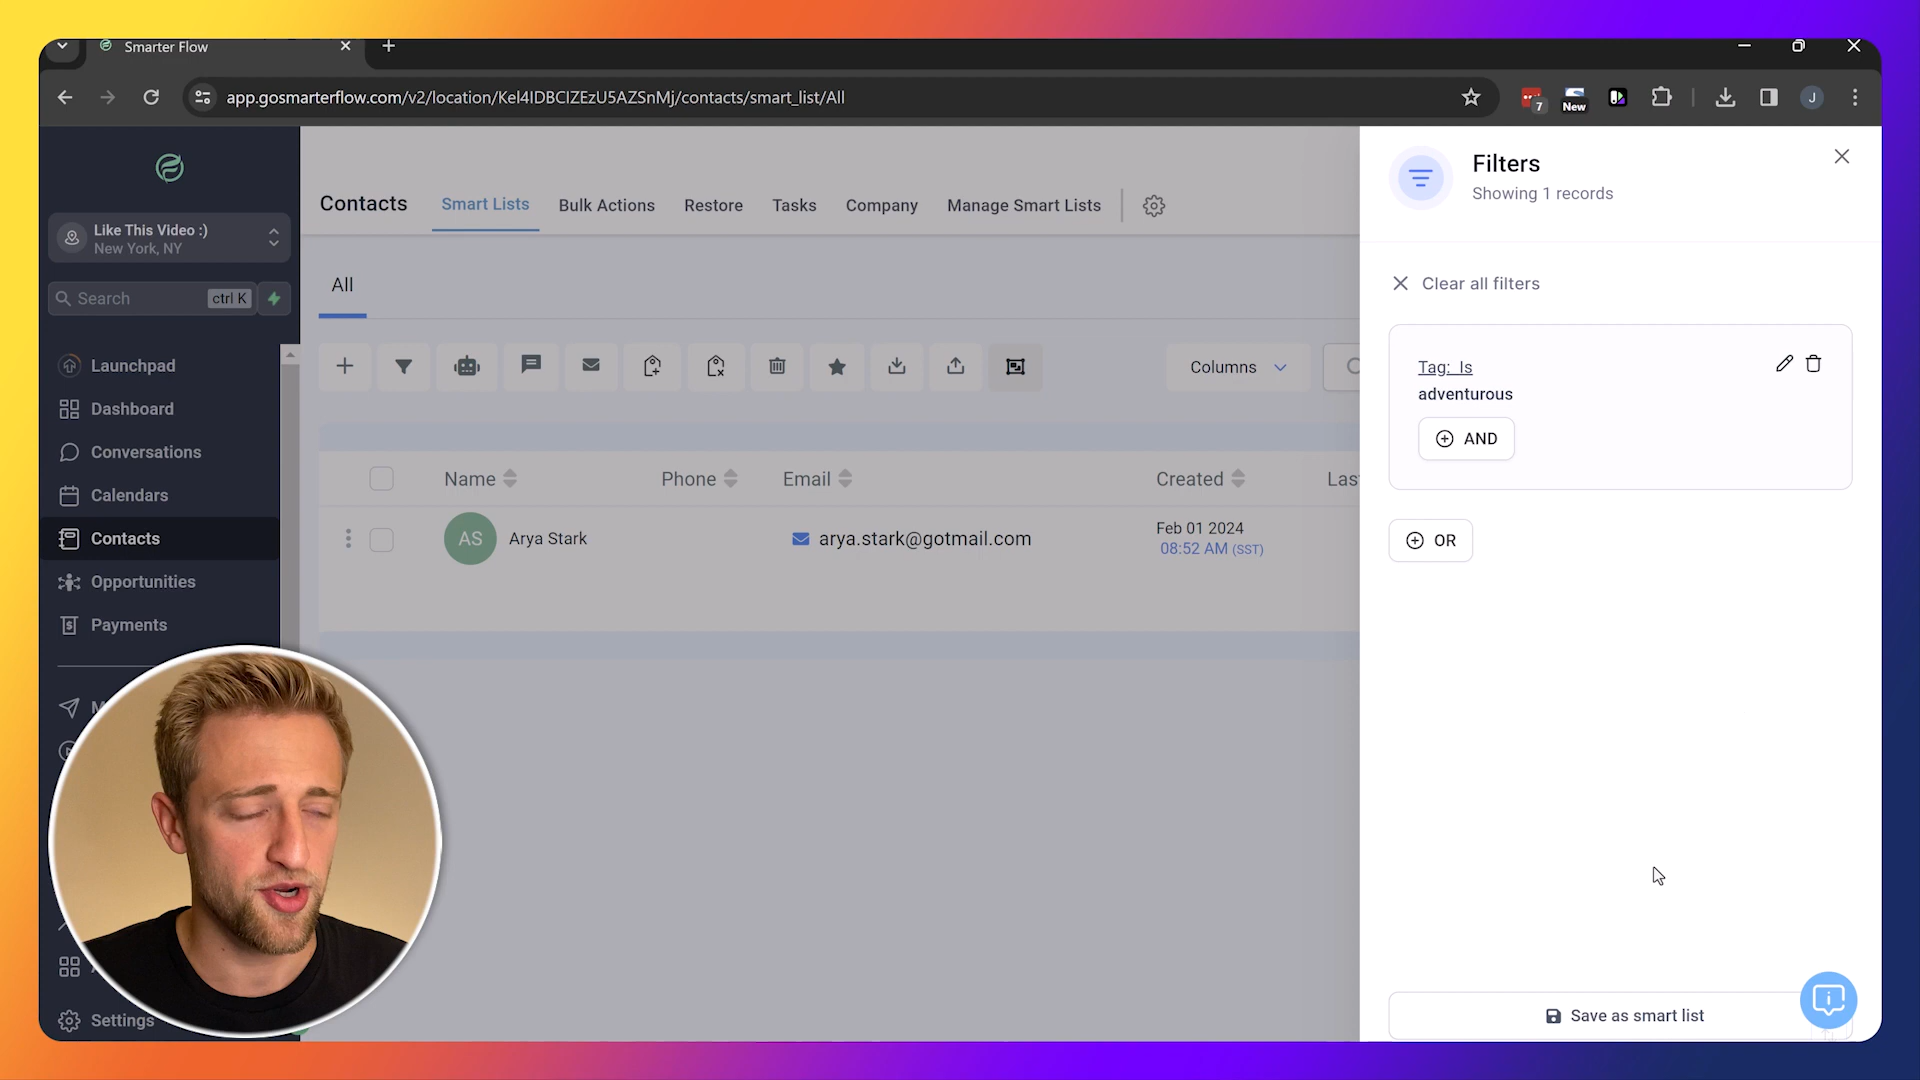 Smarter Flow
app.gosmarterflow.com/v2/location/Kel4IDBCIZEzU5AZSnMj/contacts/smart_list/All
7
New
J
Like This Video :)
New York, NY
Search
ctrl K
Launchpad
Dashboard
Conversations
Calendars
Contacts
Opportunities
Payments
M
Settings
Contacts
Smart Lists
Bulk Actions
Restore
Tasks
Company
Manage Smart Lists
All
Columns
Name
Phone
Email
Created
Las
AS
Arya Stark
arya.stark@gotmail.com
Feb 01 2024
08:52 AM (SST)
Filters
Showing 1 records
Clear all filters
Tag: Is
adventurous
AND
OR
Save as smart list